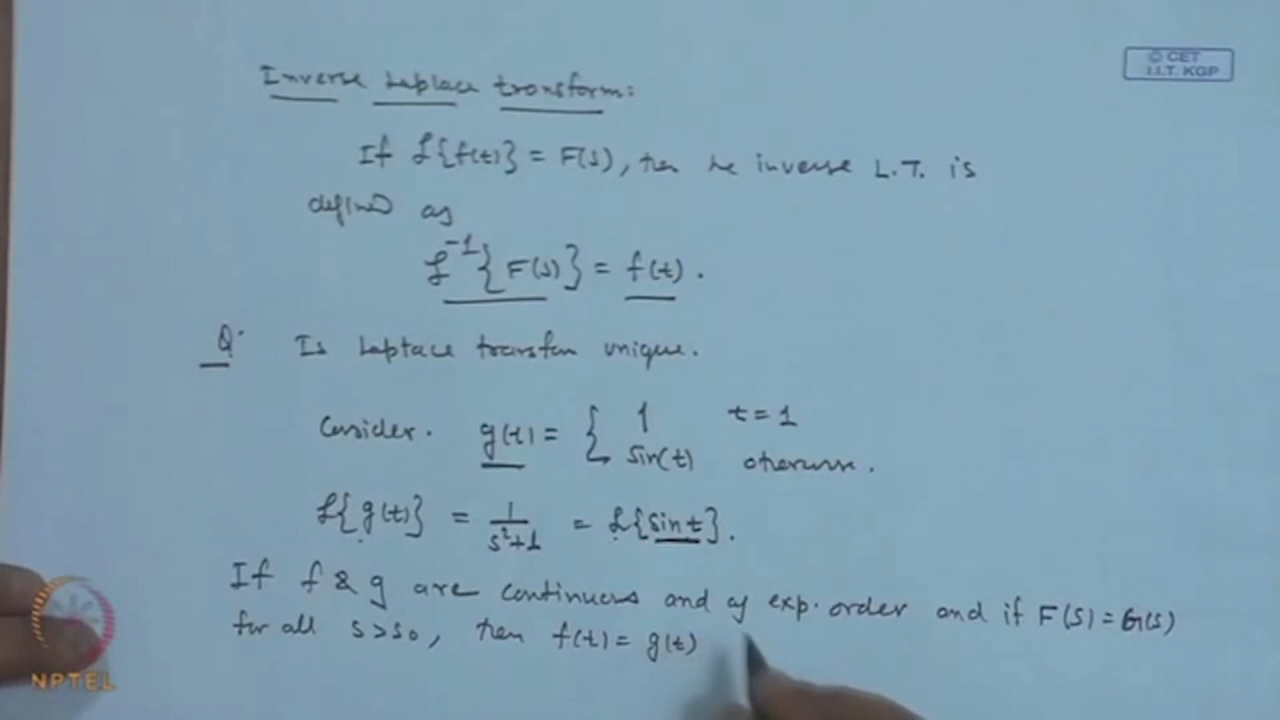 © CET
I.I.T. KGP
Inverse Laplace transform:
If ℒ{f(t)} = F(s), then the inverse L.T. is
defined as
ℒ⁻¹{F(s)} = f(t).
Q. Is Laplace transform unique.
Consider. g(t) = { 1 t = 1
sin(t) otherwise.
ℒ{g(t)} = 1/(s²+1) = ℒ{sin t}.
If f & g are continuous and of exp. order and if F(s) = G(s)
for all s > s₀, then f(t) = g(t)
NPTEL